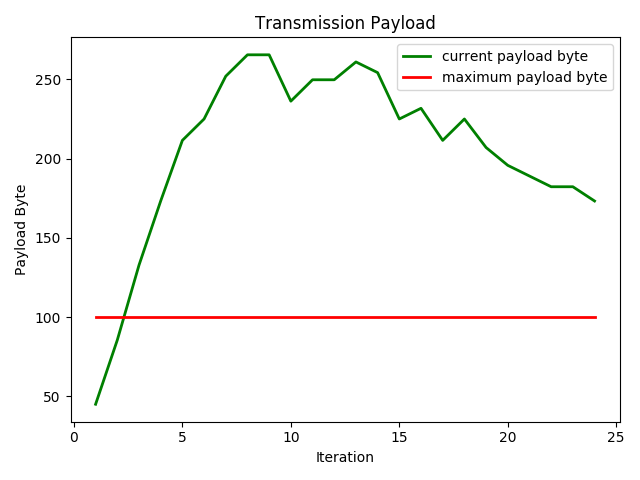 Transmission Payload
current payload byte
maximum payload byte
Payload Byte
250
200
150
100
50
0 5 10 15 20 25
Iteration